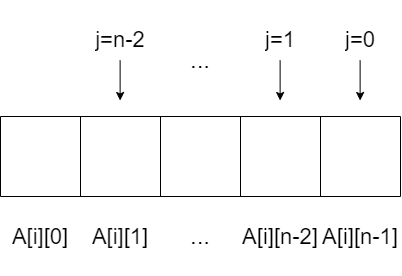 j=n-2 ... j=1 j=0
A[i][0] A[i][1] ... A[i][n-2] A[i][n-1]